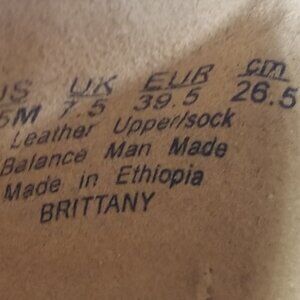 US UK EUR cm
5M 7.5 39.5 26.5
Leather Upper/sock
Balance Man Made
Made in Ethiopia
BRITTANY